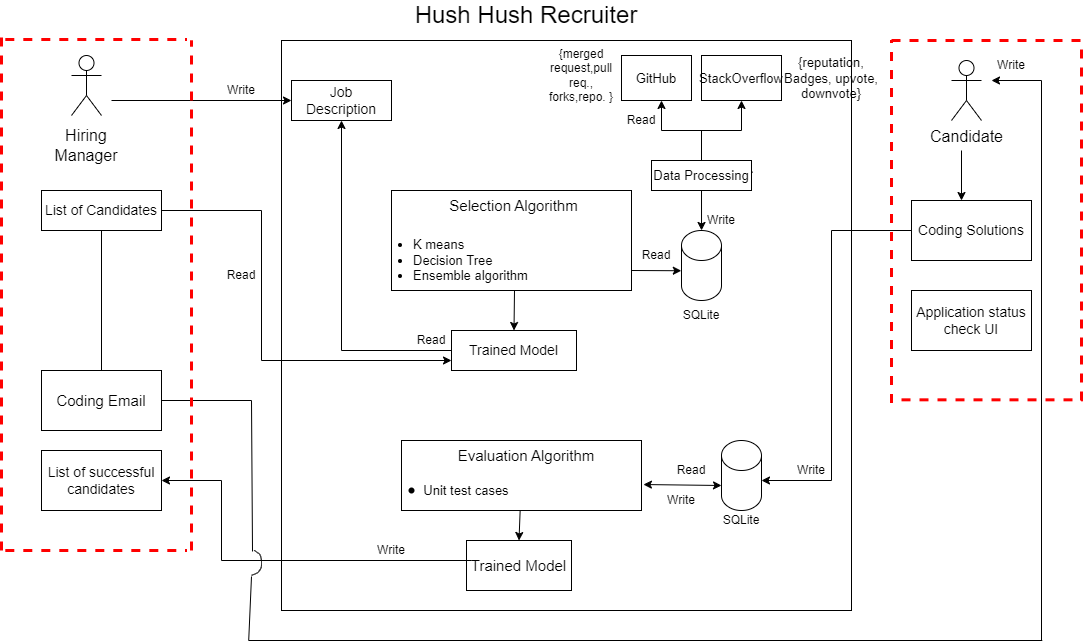 Hush Hush Recruiter
Hiring
Manager
Write
Job
Description
{merged
request,pull
req.,
forks,repo. }
GitHub
StackOverflow
{reputation,
Badges, upvote,
downvote}
Write
Candidate
Read
Data Processing
Write
List of Candidates
Read
Selection Algorithm
K means
Decision Tree
Ensemble algorithm
Read
SQLite
Coding Solutions
Application status
check UI
Read
Trained Model
Coding Email
List of successful
candidates
Evaluation Algorithm
Unit test cases
Read
Write
SQLite
Write
Write
Trained Model